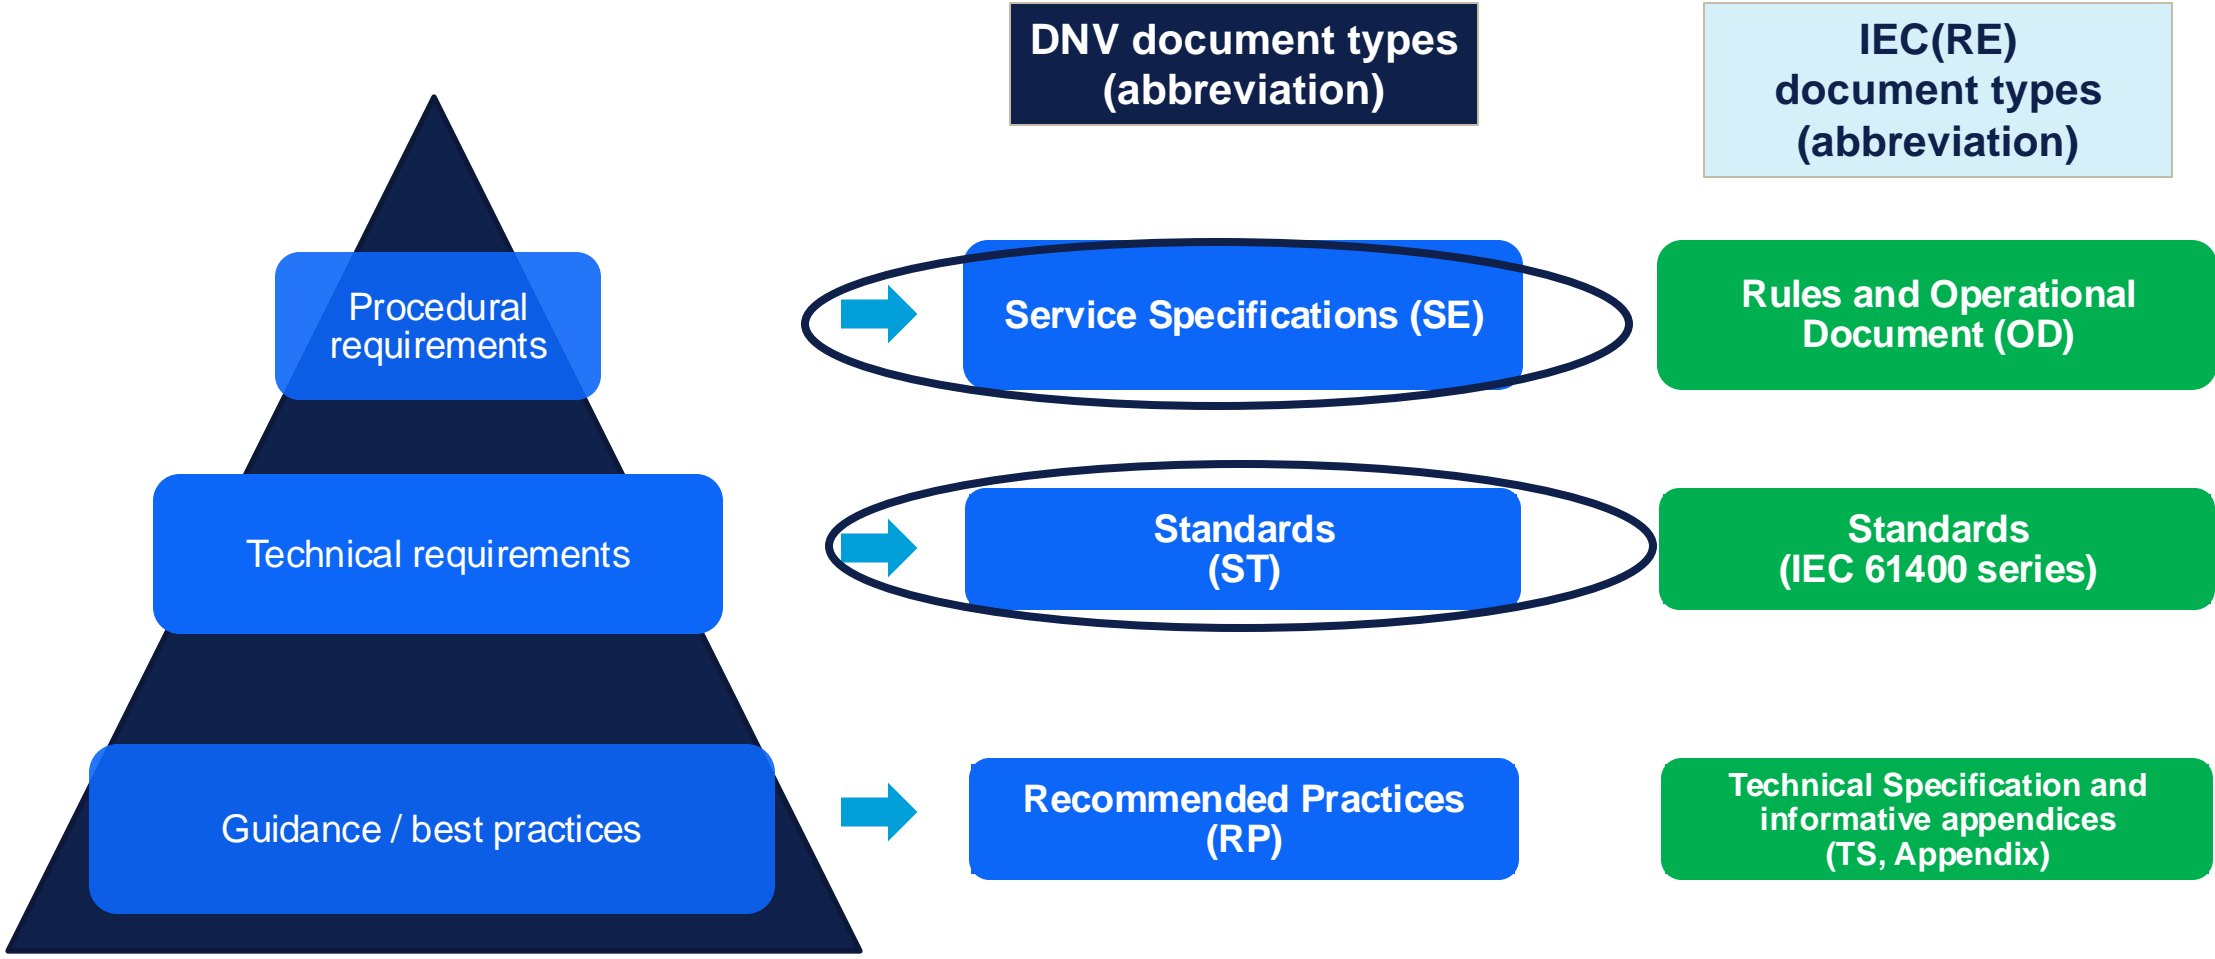 DNV document types
(abbreviation)
IEC(RE)
document types
(abbreviation)
Procedural
requirements
Service Specifications (SE)
Rules and Operational
Document (OD)
Technical requirements
Standards
(ST)
Standards
(IEC 61400 series)
Guidance / best practices
Recommended Practices
(RP)
Technical Specification and
informative appendices
(TS, Appendix)